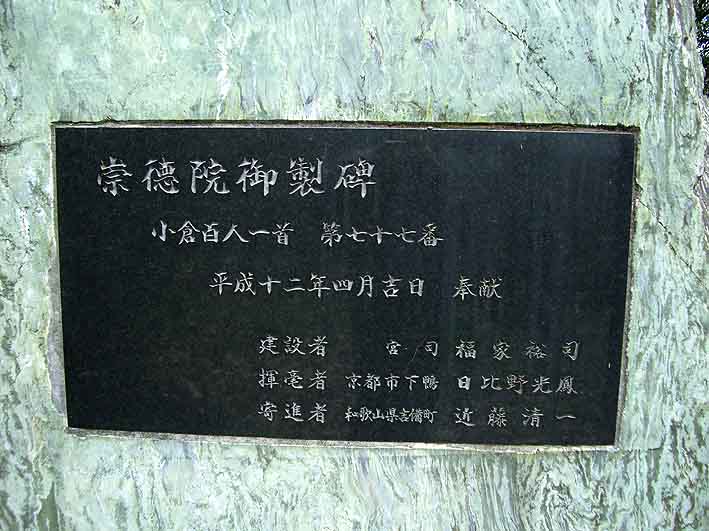 崇徳院御製碑
小倉百人一首　第七十七番
平成十二年四月吉日　奉献
建設者　宮司　福家裕司
揮毫者　京都市下鴨　日比野光鳳
寄進者　和歌山県吉備町　近藤清一